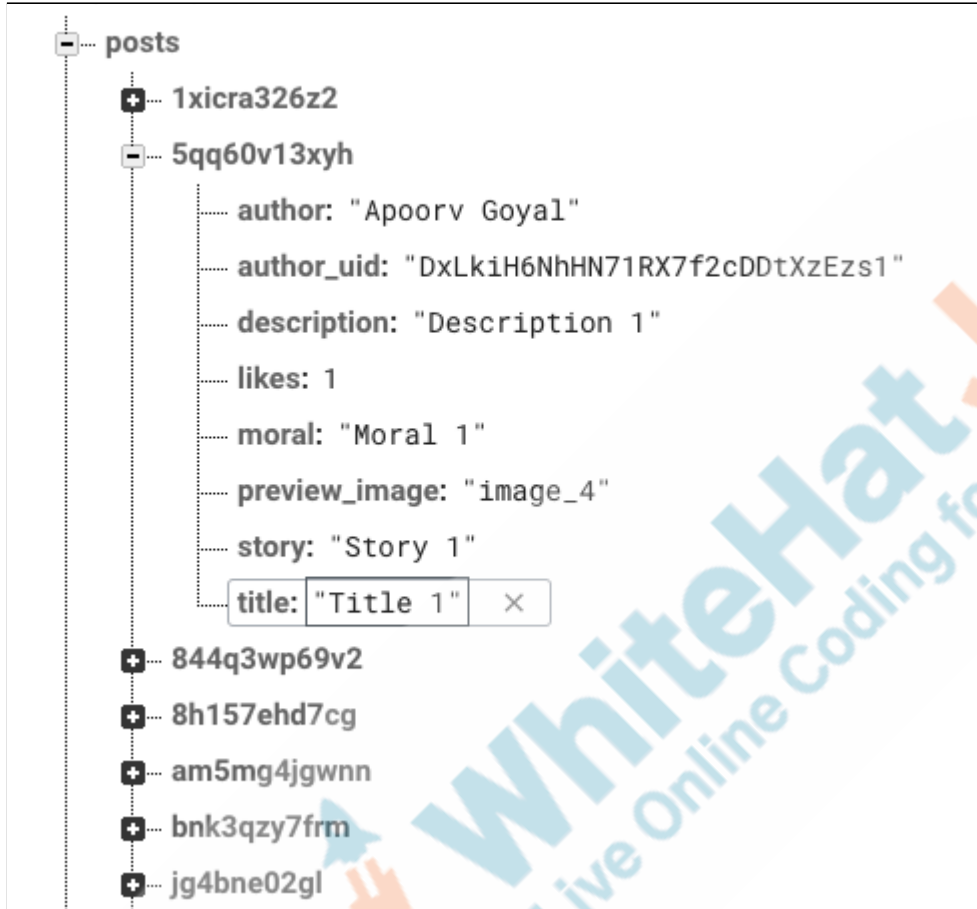 posts
1xicra326z2
5qq60v13xyh
author: "Apoorv Goyal"
author_uid: "DxLkiH6NhHN71RX7f2cDDtXzEzs1"
description: "Description 1"
likes: 1
moral: "Moral 1"
preview_image: "image_4"
story: "Story 1"
title: "Title 1" ×
844q3wp69v2
8h157ehd7cg
am5mg4jgwnn
bnk3qzy7frm
jg4bne02gl
WhiteHat J
Live Online Coding fo